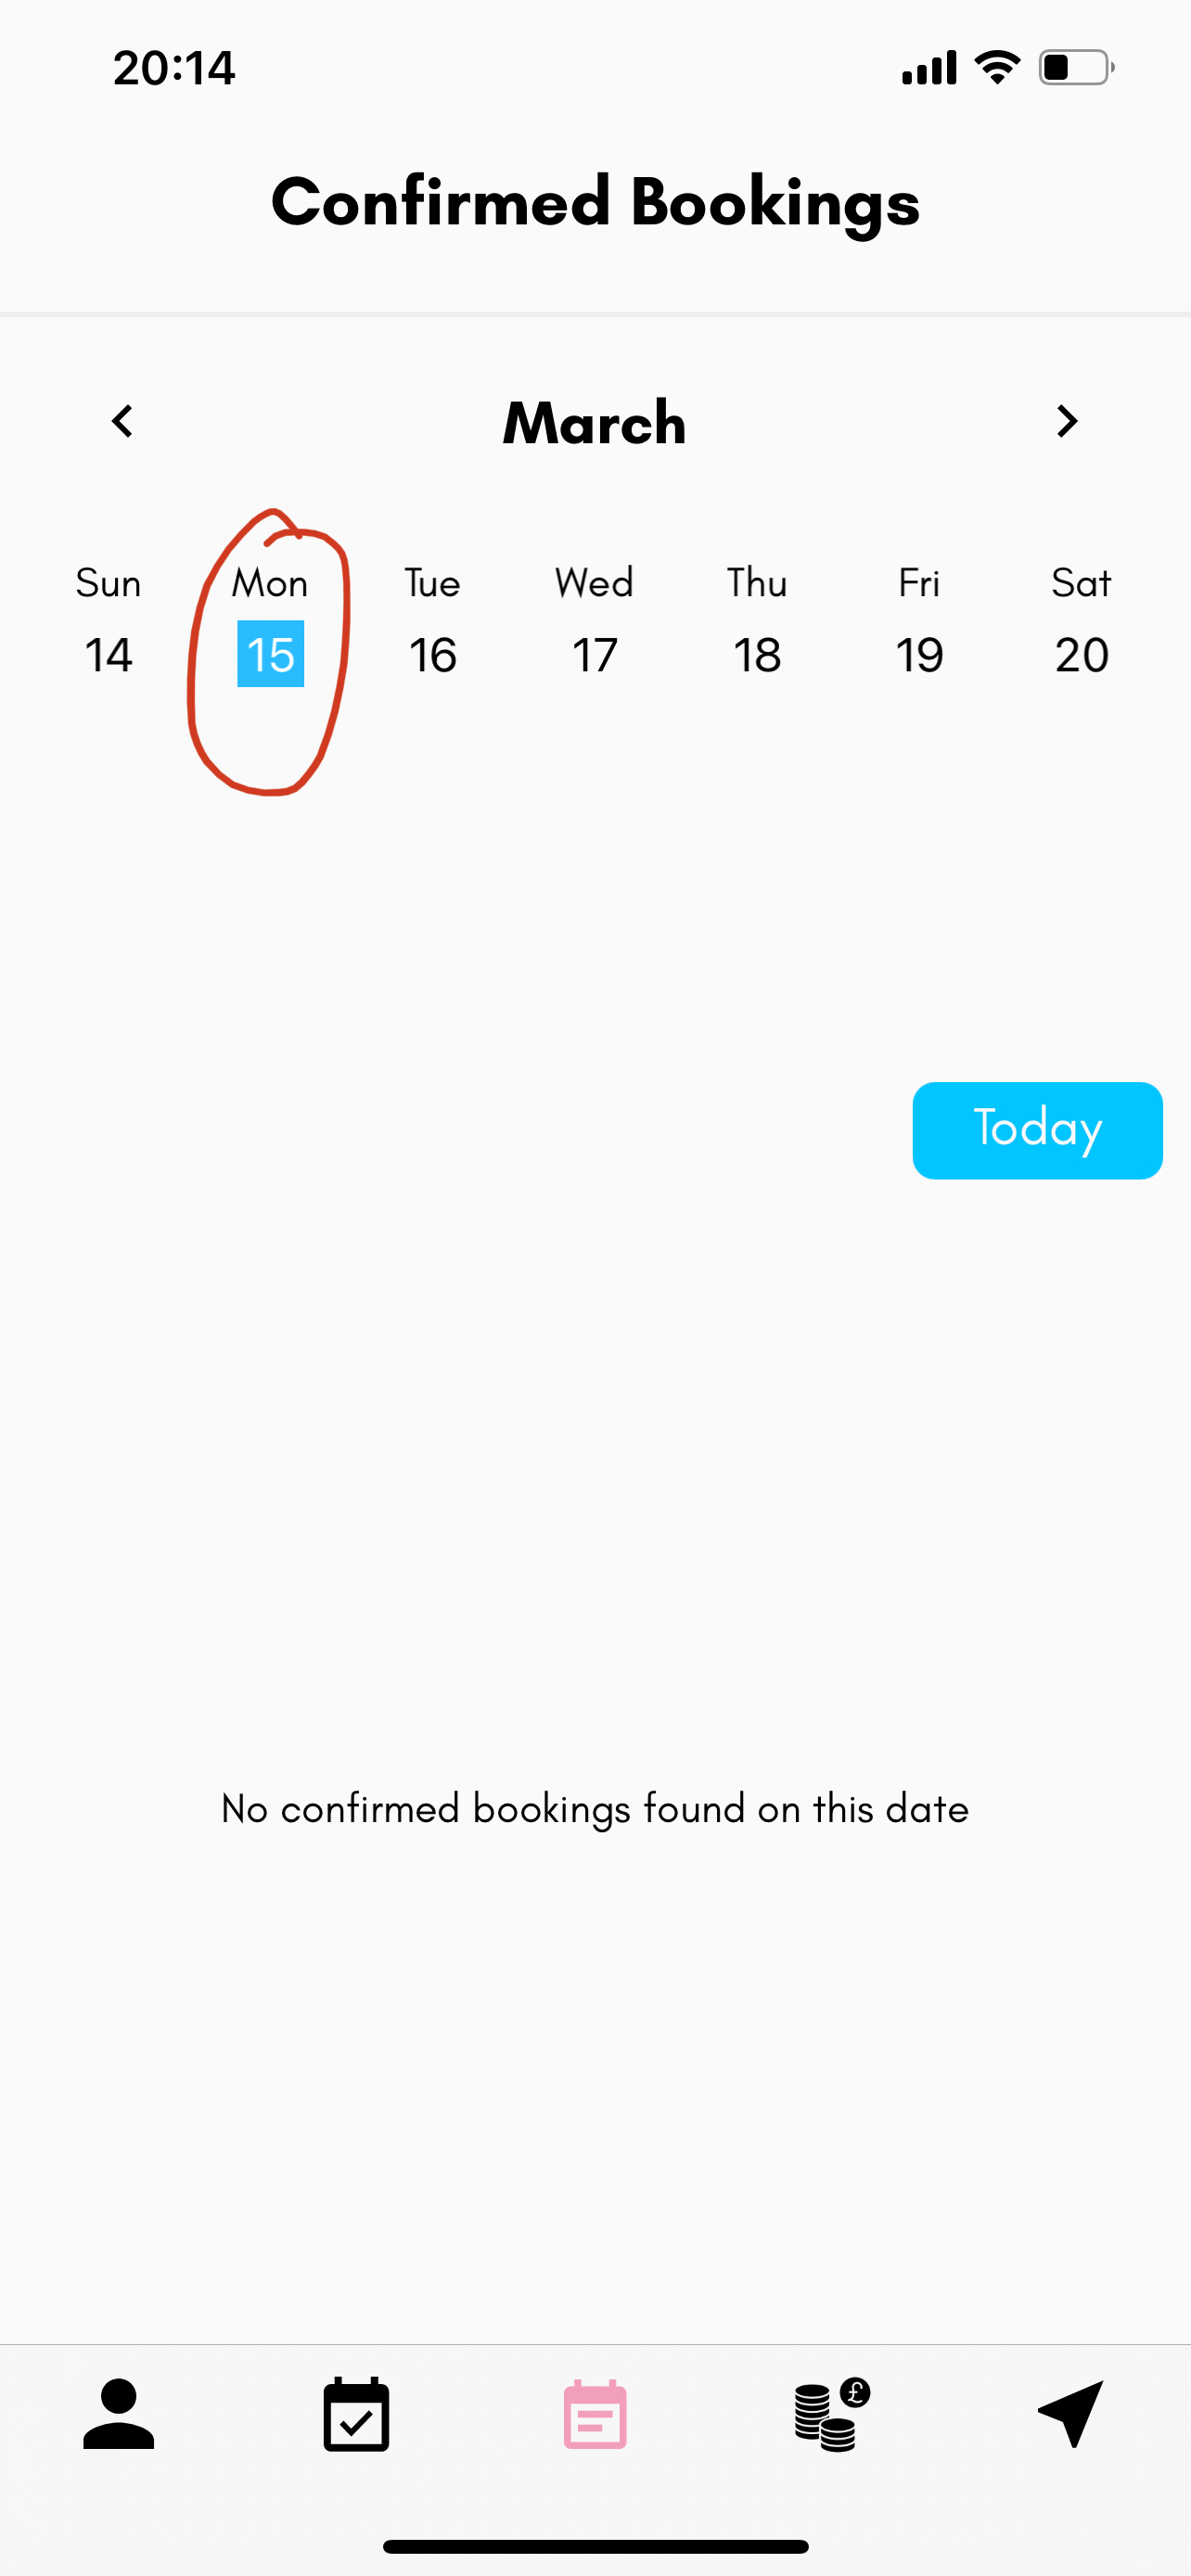 20:14
Confirmed Bookings
March
Sun Mon Tue Wed Thu Fri Sat
14 15 16 17 18 19 20
Today
No confirmed bookings found on this date
£